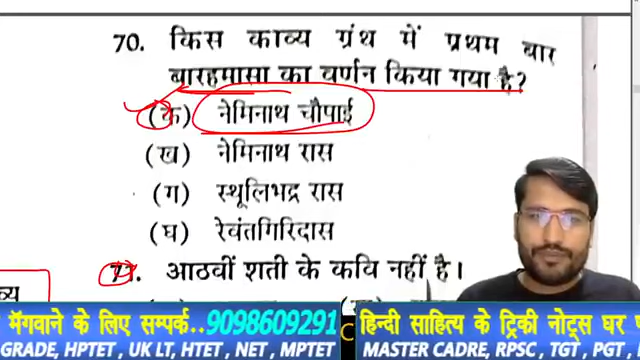 70. किस काव्य ग्रंथ में प्रथम बार
बारहमासा का वर्णन किया गया है?
(क) नेमिनाथ चौपाई
(ख) नेमिनाथ रास
(ग) स्थूलिभद्र रास
(घ) रेवंतगिरिदास
71. आठवीं शती के कवि नहीं है।
मॅगवाने के लिए सम्पर्क..9098609291
हिन्दी साहित्य के ट्रिकी नोट्स घर
GRADE, HPTET , UK LT, HTET , NET , MPTET
MASTER CADRE, RPSC , TGT , PGT